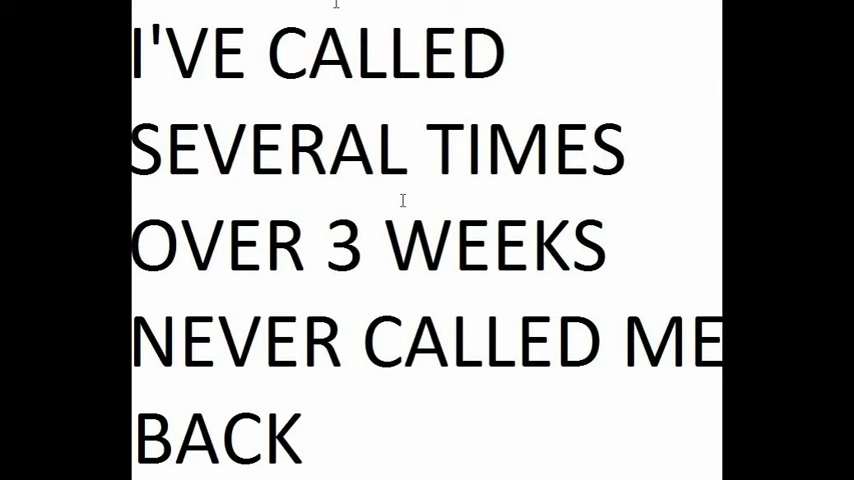 I'VE CALLED
SEVERAL TIMES
OVER 3 WEEKS
NEVER CALLED ME
BACK